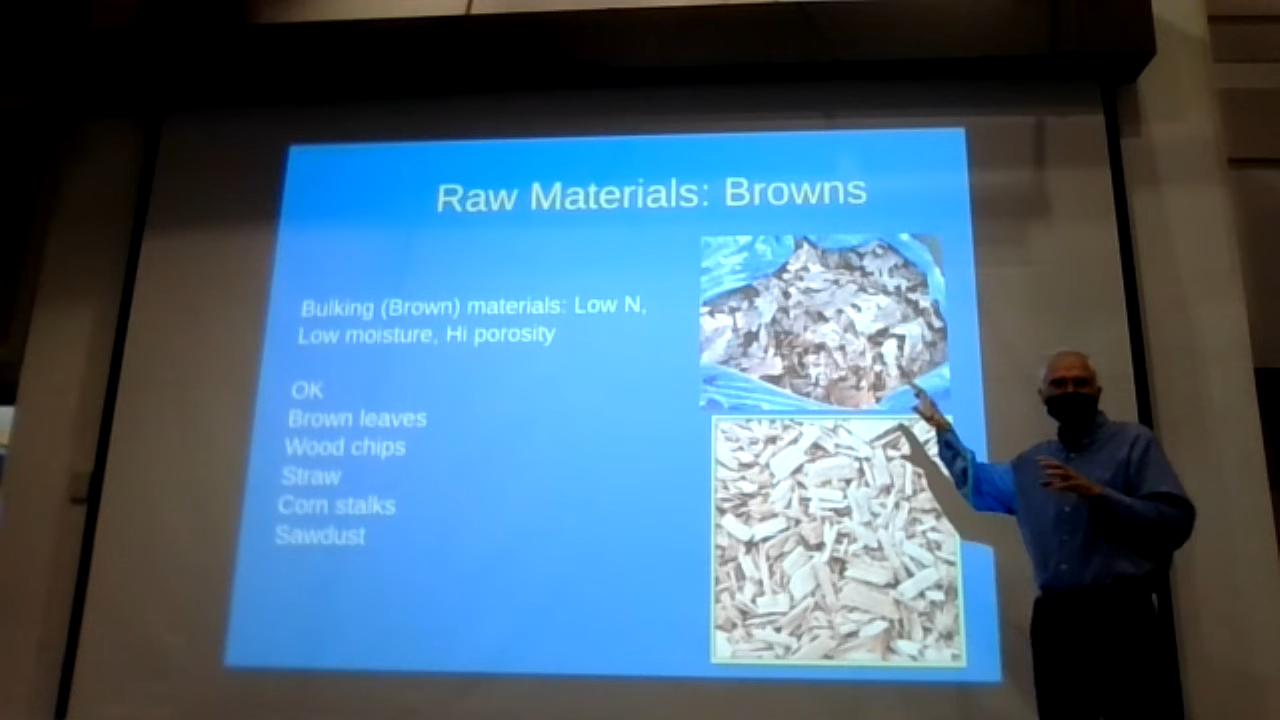 Raw Materials: Browns
Bulking (Brown) materials: Low N,
Low moisture, Hi porosity
OK
Brown leaves
Wood chips
Straw
Corn stalks
Sawdust